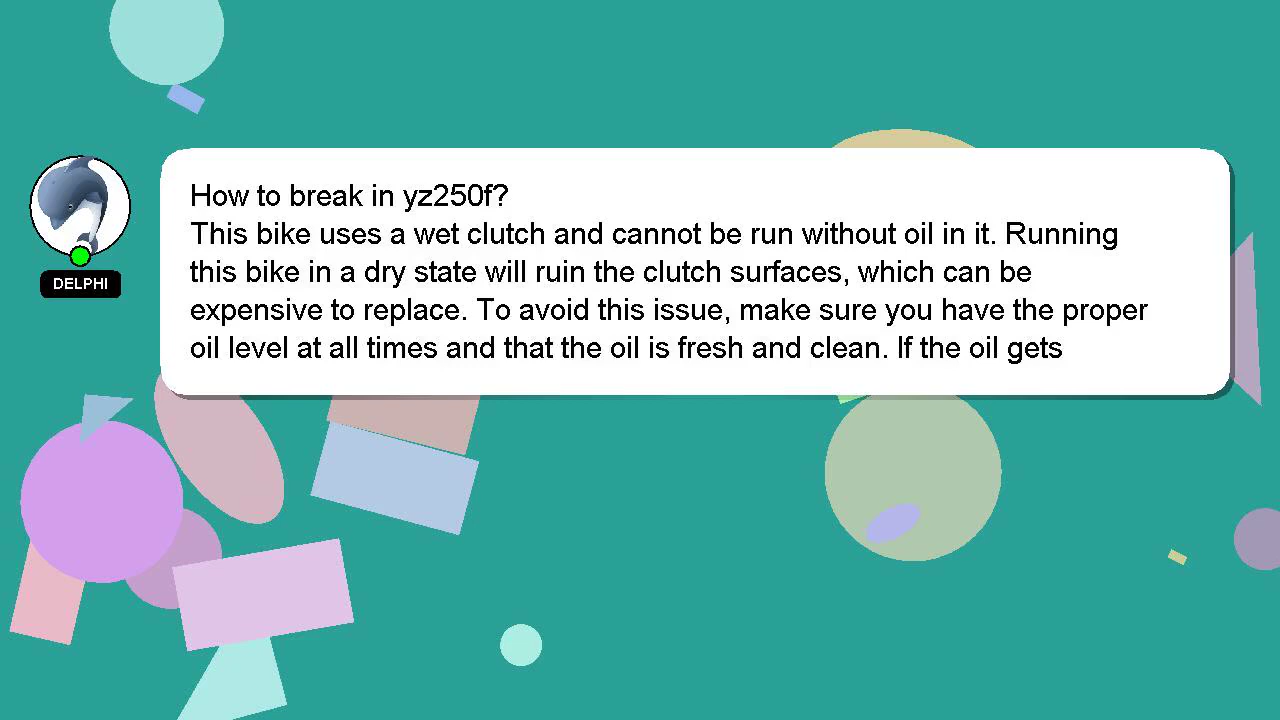 How to break in yz250f?
This bike uses a wet clutch and cannot be run without oil in it. Running
this bike in a dry state will ruin the clutch surfaces, which can be
expensive to replace. To avoid this issue, make sure you have the proper
oil level at all times and that the oil is fresh and clean. If the oil gets
DELPHI